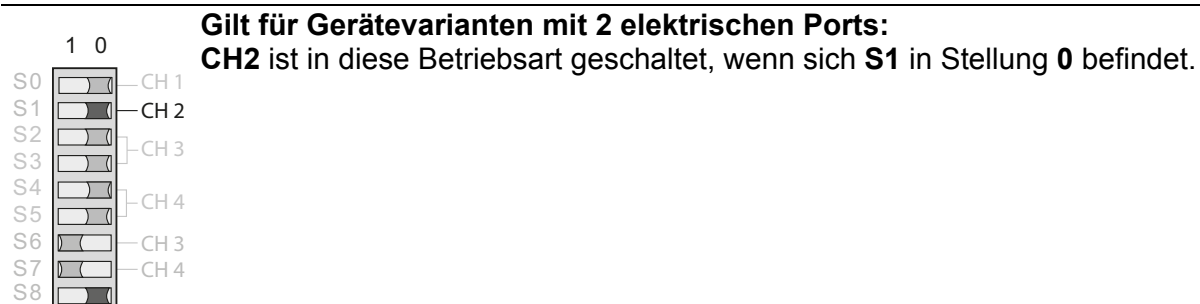 Gilt für Gerätevarianten mit 2 elektrischen Ports:
CH2 ist in diese Betriebsart geschaltet, wenn sich S1 in Stellung 0 befindet.
1 0
S0 CH 1
S1 CH 2
S2
CH 3
S3
S4
CH 4
S5
S6 CH 3
S7 CH 4
S8